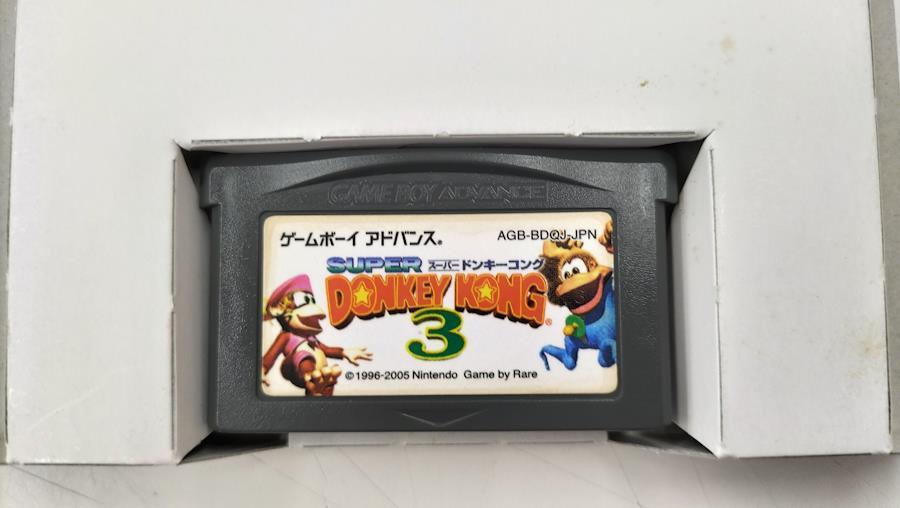 GAME BOY ADVANCE
ゲームボーイ アドバンス®
AGB-BDQJ-JPN
SUPER スーパードンキーコング
DONKEY KONG®
3
©1996-2005 Nintendo Game by Rare